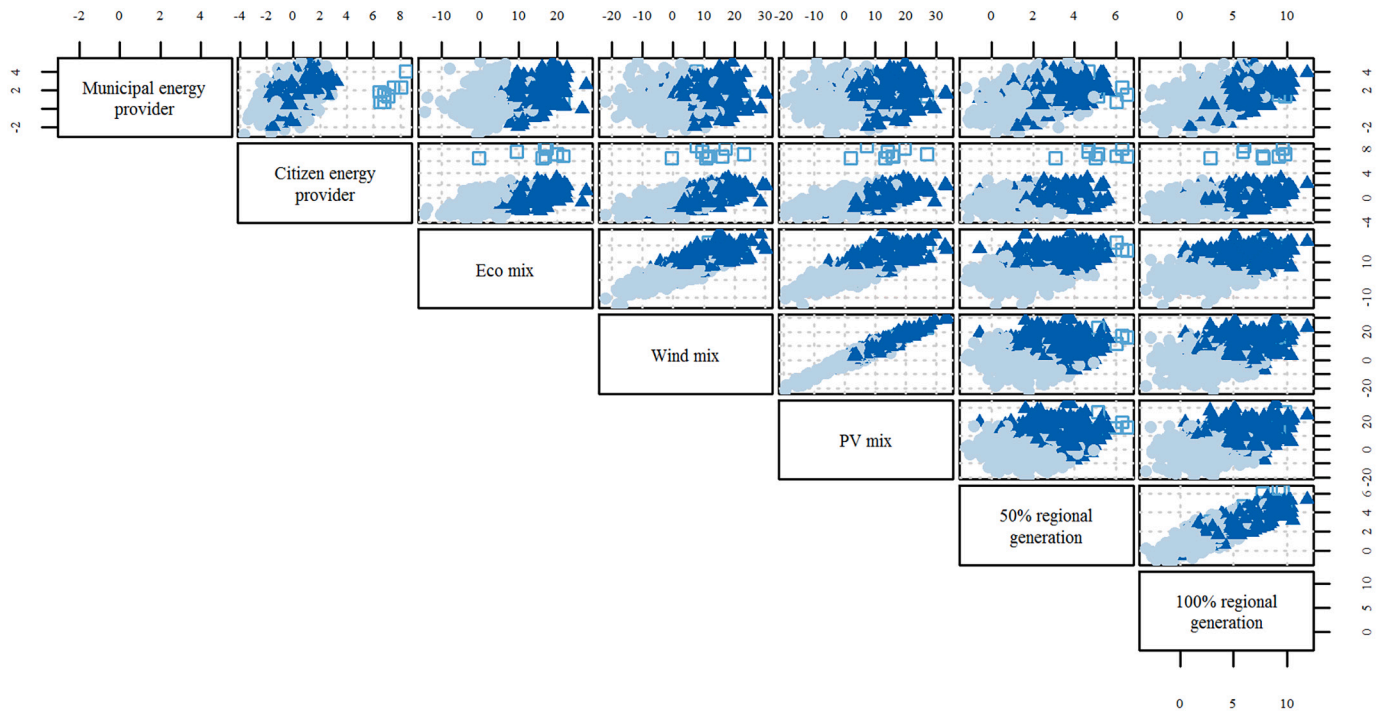 -2 0 2 4 -4 -2 0 2 4 6 8 -10 0 10 20 -20 -10 0 10 20 30 -20 -10 0 10 20 30 0 2 4 6 0 5 10
-2 2 4
Municipal energy
provider
Citizen energy
provider
-4 0 4 8
Eco mix
-10 10
Wind mix
-20 0 20
PV mix
-20 0 20
50% regional
generation
0 2 4 6
100% regional
generation
0 5 10
0 5 10